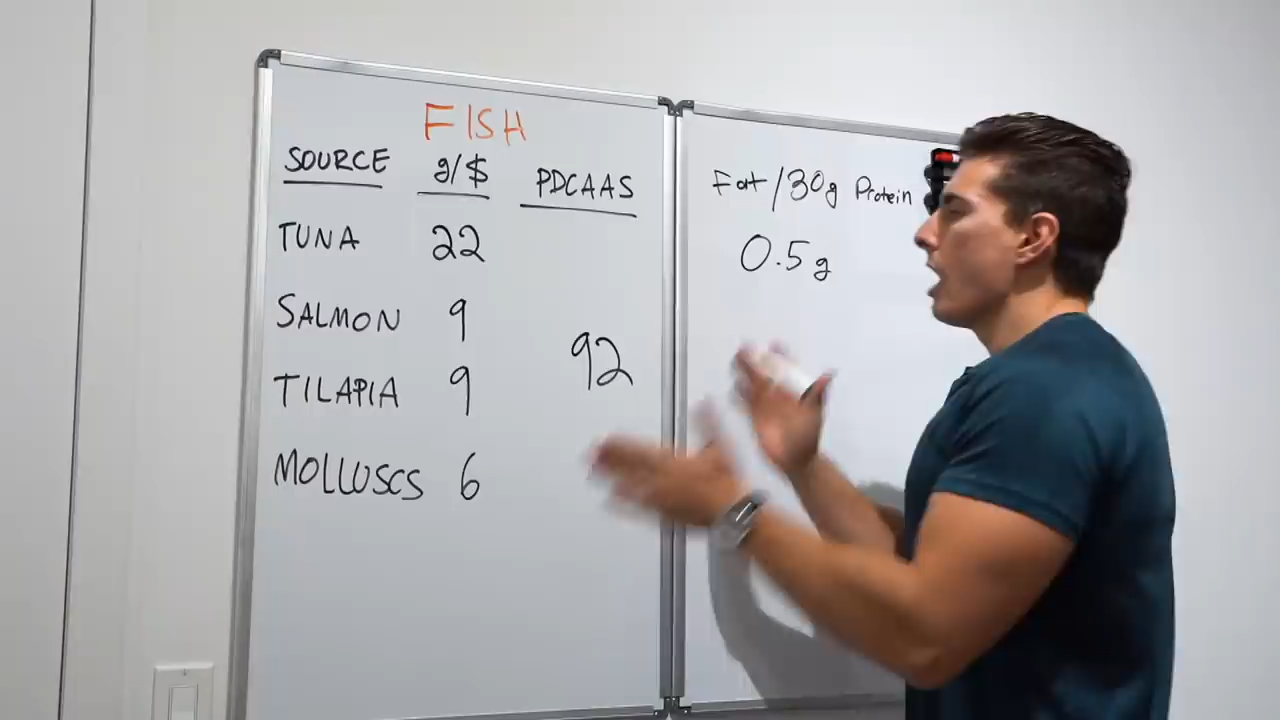 FISH
SOURCE g/$ PDCAAS Fat/30g Protein
TUNA 22 0.5g
SALMON 9
92
TILAPIA 9
MOLLUSCS 6